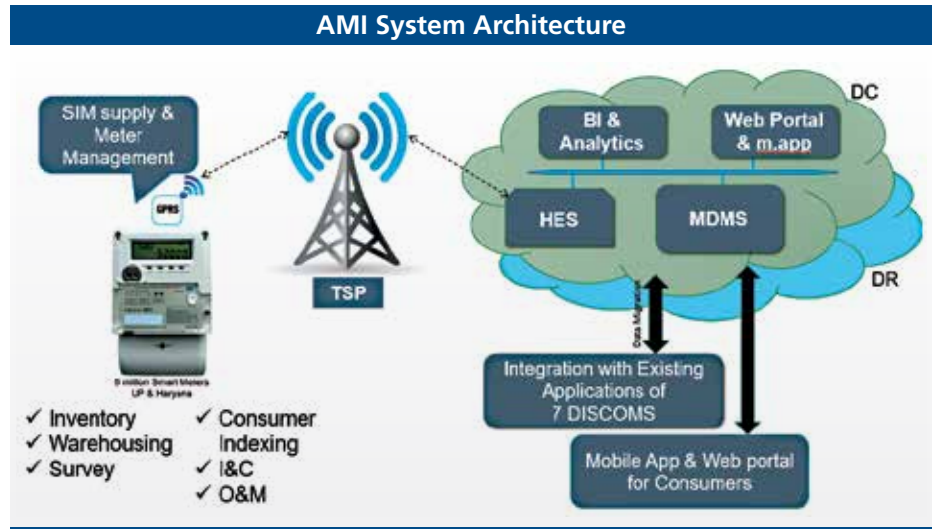 AMI System Architecture
SIM supply &
Meter
Management
GPRS
TSP
DC
BI &
Analytics
Web Portal
& m.app
HES
MDMS
DR
Data Migration
Smart Meters
UP & Haryana
Integration with Existing
Applications of
7 DISCOMS
Mobile App & Web portal
for Consumers
✓ Inventory
✓ Warehousing
✓ Survey
✓ Consumer
Indexing
✓ I&C
✓ O&M